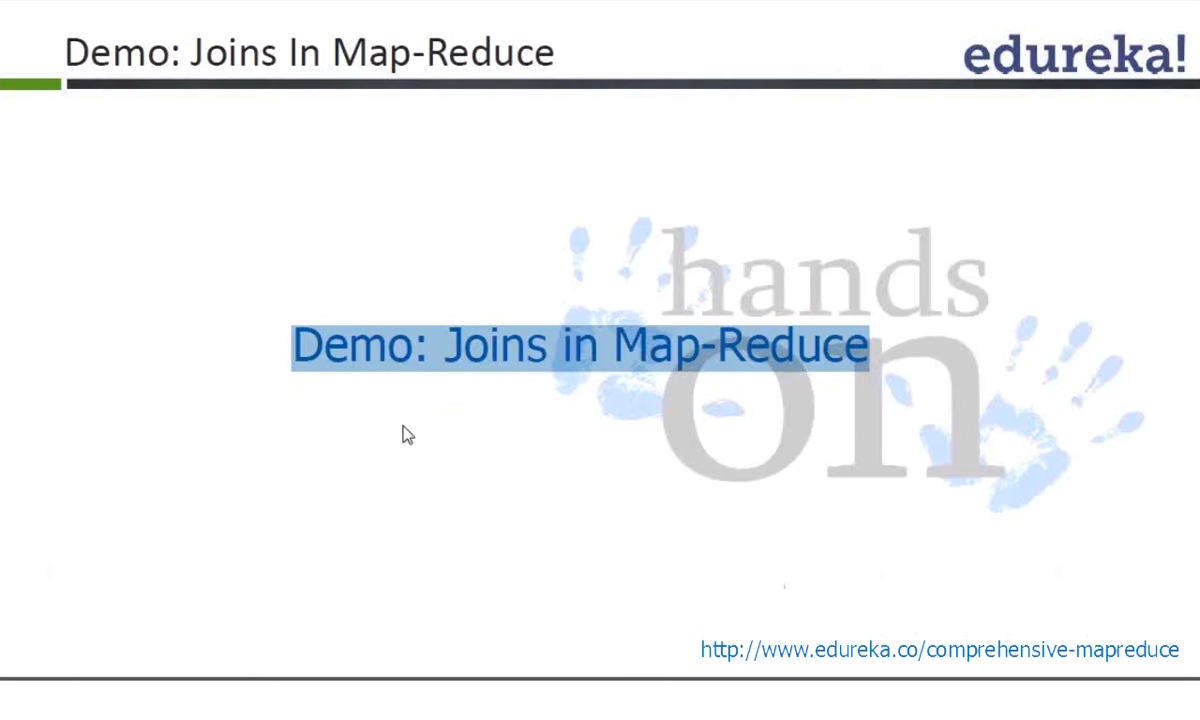 Demo: Joins In Map-Reduce
edureka!
hands
Demo: Joins in Map-Reduce
on
http://www.edureka.co/comprehensive-mapreduce